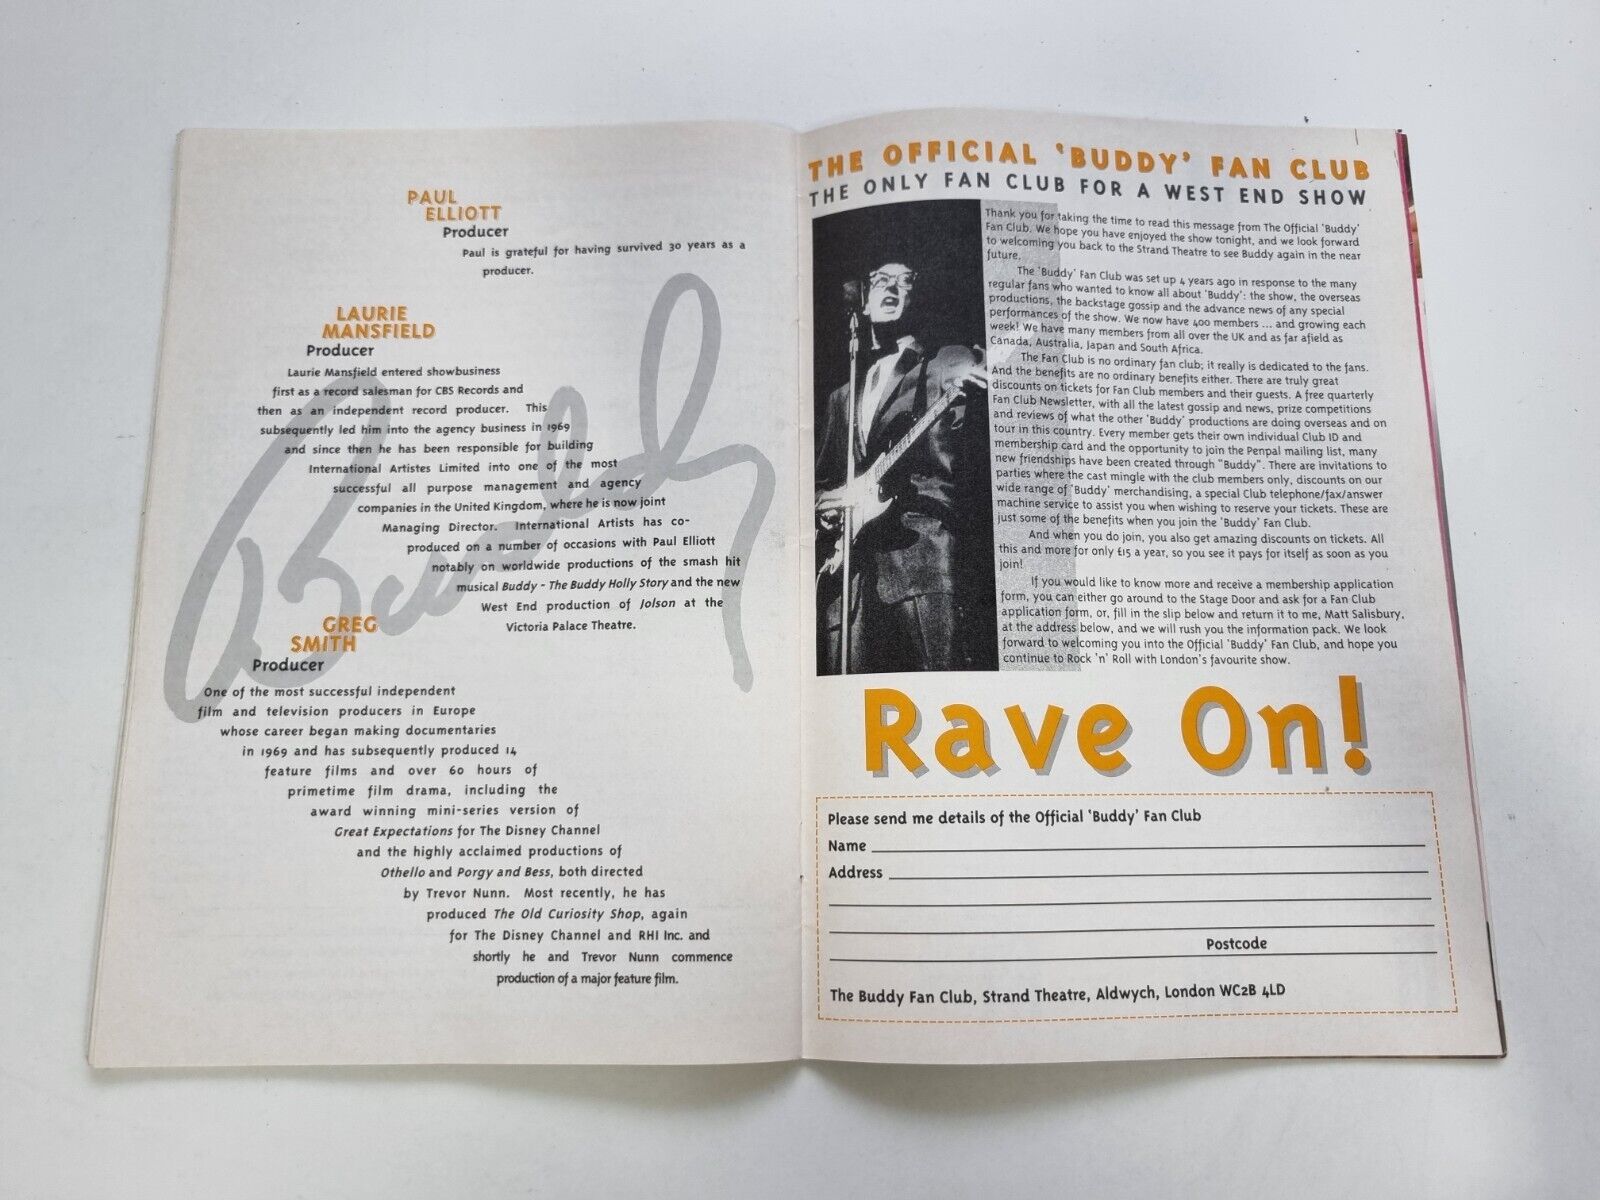 PAUL
ELLIOTT
Producer
Paul is grateful for having survived 30 years as a
producer.
LAURIE
MANSFIELD
Producer
Laurie Mansfield entered showbusiness
first as a record salesman for CBS Records and
then as an independent record producer. This
subsequently led him into the agency business in 1969
and since then he has been responsible for building
International Artistes Limited into one of the most
successful all purpose management and agency
companies in the United Kingdom, where he is now joint
Managing Director. International Artists has co-
produced on a number of occasions with Paul Elliott
notably on worldwide productions of the smash hit
musical Buddy - The Buddy Holly Story and the new
West End production of Jolson at the
Victoria Palace Theatre.
GREG
SMITH
Producer
One of the most successful independent
film and television producers in Europe
whose career began making documentaries
in 1969 and has subsequently produced 14
feature films and over 60 hours of
primetime film drama, including the
award winning mini-series version of
Great Expectations for The Disney Channel
and the highly acclaimed productions of
Othello and Porgy and Bess, both directed
by Trevor Nunn. Most recently, he has
produced The Old Curiosity Shop, again
for The Disney Channel and RHI Inc. and
shortly he and Trevor Nunn commence
production of a major feature film.
Buddy
THE OFFICIAL 'BUDDY' FAN CLUB
THE ONLY FAN CLUB FOR A WEST END SHOW
Thank you for taking the time to read this message from The Official 'Buddy'
Fan Club. We hope you have enjoyed the show tonight, and we look forward
to welcoming you back to the Strand Theatre to see Buddy again in the near
future.
The 'Buddy' Fan Club was set up 4 years ago in response to the many
regular fans who wanted to know all about 'Buddy': the show, the overseas
productions, the backstage gossip and the advance news of any special
performances of the show. We now have 400 members ... and growing each
week! We have many members from all over the UK and as far afield as
Canada, Australia, Japan and South Africa.
The Fan Club is no ordinary fan club; it really is dedicated to the fans.
And the benefits are no ordinary benefits either. There are truly great
discounts on tickets for Fan Club members and their guests. A free quarterly
Fan Club Newsletter, with all the latest gossip and news, prize competitions
and reviews of what the other 'Buddy' productions are doing overseas and on
tour in this country. Every member gets their own individual Club ID and
membership card and the opportunity to join the Penpal mailing list, many
new friendships have been created through "Buddy". There are invitations to
parties where the cast mingle with the club members only, discounts on our
wide range of 'Buddy' merchandising, a special Club telephone/fax/answer
machine service to assist you when wishing to reserve your tickets. These are
just some of the benefits when you join the 'Buddy' Fan Club.
And when you do join, you also get amazing discounts on tickets. All
this and more for only £15 a year, so you see it pays for itself as soon as you
join!
If you would like to know more and receive a membership application
form, you can either go around to the Stage Door and ask for a Fan Club
application form, or, fill in the slip below and return it to me, Matt Salisbury,
at the address below, and we will rush you the information pack. We look
forward to welcoming you into the Official 'Buddy' Fan Club, and hope you
continue to Rock 'n' Roll with London's favourite show.
Rave On!
Please send me details of the Official 'Buddy' Fan Club
Name
Address
Postcode
The Buddy Fan Club, Strand Theatre, Aldwych, London WC2B 4LD